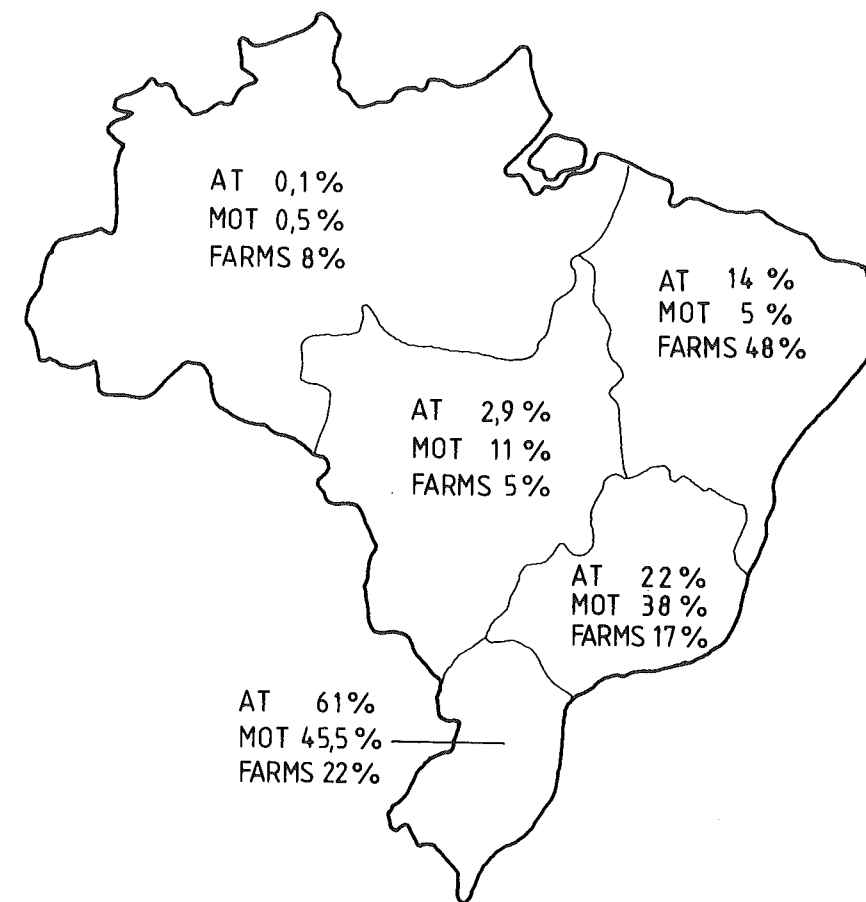 AT 0,1%
MOT 0,5%
FARMS 8%
AT 14 %
MOT 5 %
FARMS 48%
AT 2,9 %
MOT 11 %
FARMS 5%
AT 22 %
MOT 38 %
FARMS 17%
AT 61%
MOT 45,5 %
FARMS 22%